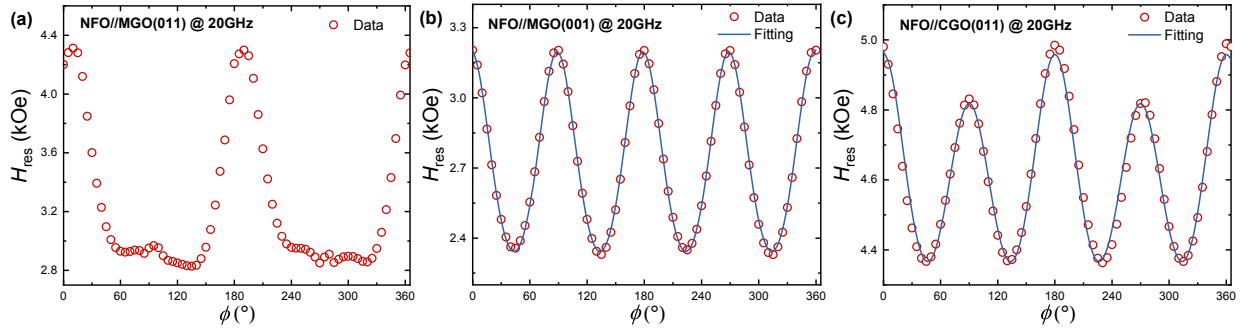 (a) NFO//MGO(011) @ 20GHz
Data
4.4
4.0
3.6
3.2
2.8
H_res (kOe)
0 60 120 180 240 300 360
ϕ (°)
(b) NFO//MGO(001) @ 20GHz
Data
Fitting
3.3
3.0
2.7
2.4
H_res (kOe)
0 60 120 180 240 300 360
ϕ (°)
(c) NFO//CGO(011) @ 20GHz
Data
Fitting
5.0
4.8
4.6
4.4
H_res (kOe)
0 60 120 180 240 300 360
ϕ (°)